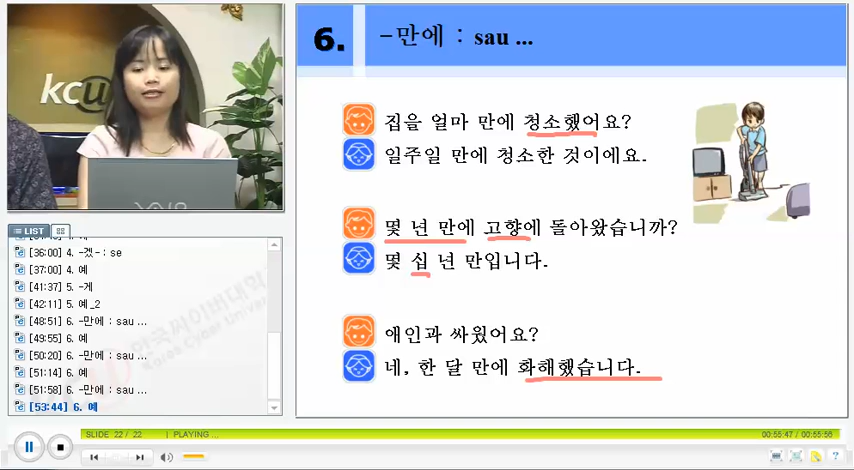 kcu
6. -만에 : sau ...
집을 얼마 만에 청소했어요?
일주일 만에 청소한 것이에요.
몇 년 만에 고향에 돌아왔습니까?
몇 십 년 만입니다.
애인과 싸웠어요?
네, 한 달 만에 화해했습니다.
LIST
[36:00] 4. -겠- : se
[37:00] 4. 예
[41:37] 5. -게
[42:11] 5. 예_2
[48:51] 6. -만에 : sau ...
[49:55] 6. 예
[50:20] 6. -만에 : sau ...
[51:14] 6. 예
[51:58] 6. -만에 : sau ...
[53:44] 6. 예
SLIDE 22 / 22 | PLAYING ...
00:55:47 / 00:55:56